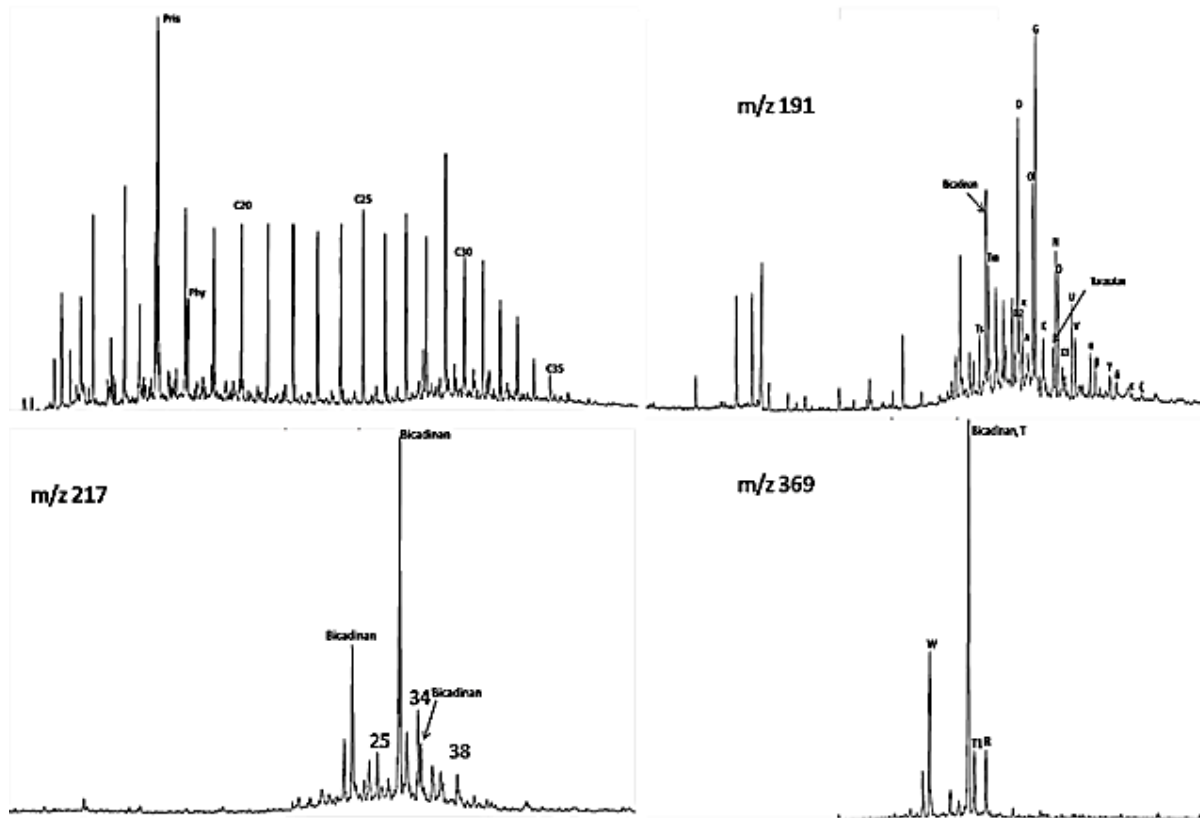 Pris
Phy
C20
C25
C30
C35
m/z 191
Bicadinan
Ts
Tm
D
G
O
C
N
U
m/z 217
Bicadinan
Bicadinan
25
34
Bicadinan
38
m/z 369
Bicadinan, T
W
T1
R